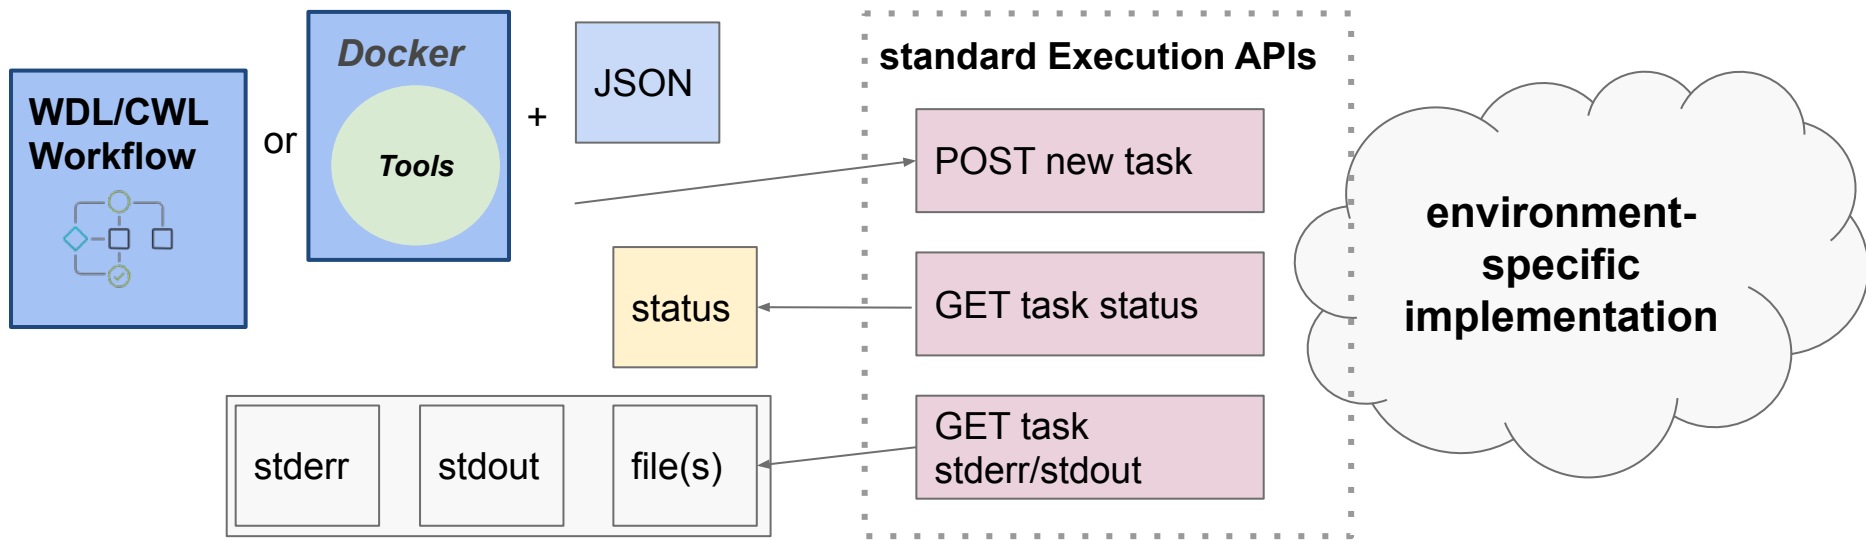 WDL/CWL
Workflow
or
Docker
Tools
+
JSON
standard Execution APIs
POST new task
environment-
specific
implementation
status
GET task status
stderr
stdout
file(s)
GET task
stderr/stdout